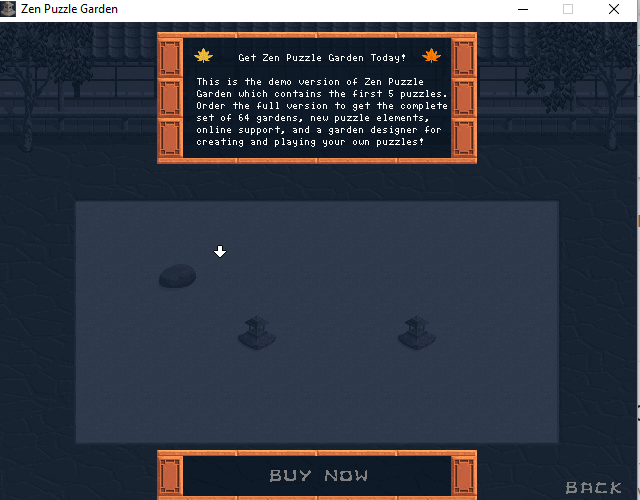 Zen Puzzle Garden
Get Zen Puzzle Garden Today!
This is the demo version of Zen Puzzle
Garden which contains the first 5 puzzles.
Order the full version to get the complete
set of 64 gardens, new puzzle elements,
online support, and a garden designer for
creating and playing your own puzzles!
BUY NOW
BACK